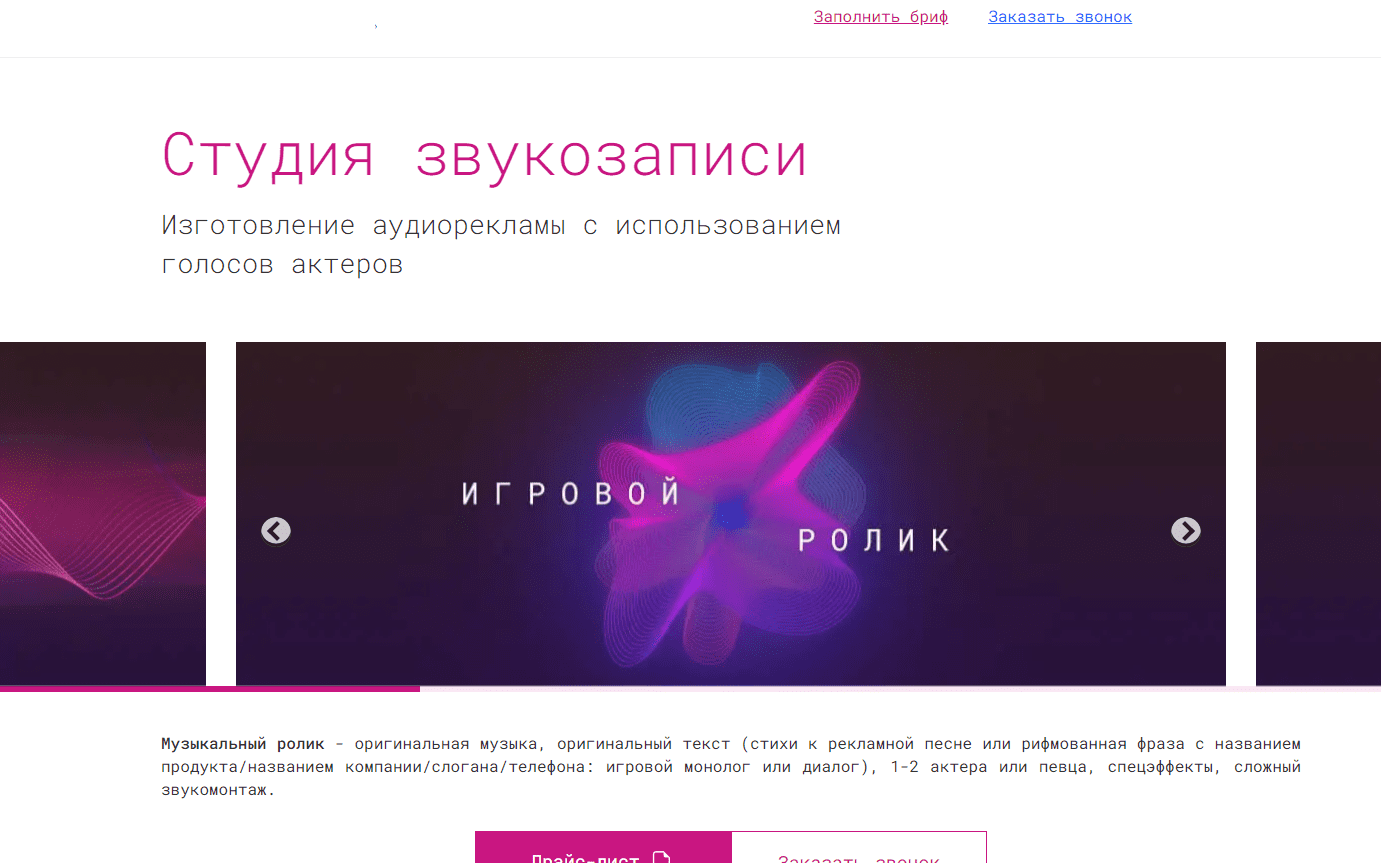 Заполнить бриф Заказать звонок
Студия звукозаписи
Изготовление аудиорекламы с использованием
голосов актеров
ИГРОВОЙ
РОЛИК
Музыкальный ролик - оригинальная музыка, оригинальный текст (стихи к рекламной песне или рифмованная фраза с названием
продукта/названием компании/слогана/телефона: игровой монолог или диалог), 1-2 актера или певца, спецэффекты, сложный
звукомонтаж.
Прайс-лист Заказать звонок